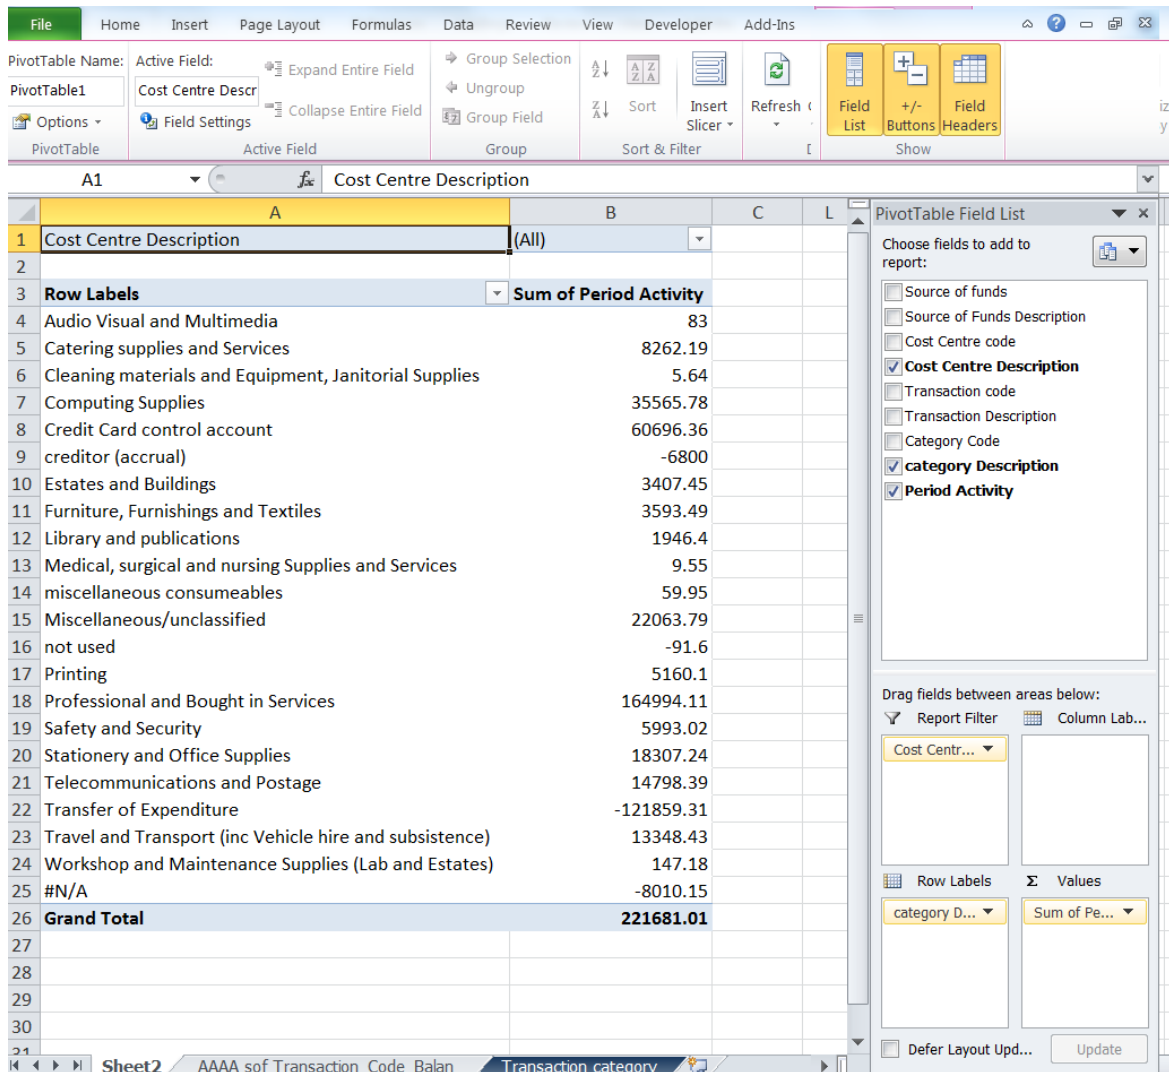 File Home Insert Page Layout Formulas Data Review View Developer Add-Ins
PivotTable Name: Active Field: Expand Entire Field Group Selection
PivotTable1 Cost Centre Descr Collapse Entire Field Ungroup Sort Insert Slicer Refresh Field List +/- Buttons Field Headers
Options Field Settings Group Field
PivotTable Active Field Group Sort & Filter Show
A1 fx Cost Centre Description
A B C L
1 Cost Centre Description (All)
2
3 Row Labels Sum of Period Activity
4 Audio Visual and Multimedia 83
5 Catering supplies and Services 8262.19
6 Cleaning materials and Equipment, Janitorial Supplies 5.64
7 Computing Supplies 35565.78
8 Credit Card control account 60696.36
9 creditor (accrual) -6800
10 Estates and Buildings 3407.45
11 Furniture, Furnishings and Textiles 3593.49
12 Library and publications 1946.4
13 Medical, surgical and nursing Supplies and Services 9.55
14 miscellaneous consumeables 59.95
15 Miscellaneous/unclassified 22063.79
16 not used -91.6
17 Printing 5160.1
18 Professional and Bought in Services 164994.11
19 Safety and Security 5993.02
20 Stationery and Office Supplies 18307.24
21 Telecommunications and Postage 14798.39
22 Transfer of Expenditure -121859.31
23 Travel and Transport (inc Vehicle hire and subsistence) 13348.43
24 Workshop and Maintenance Supplies (Lab and Estates) 147.18
25 #N/A -8010.15
26 Grand Total 221681.01
27
28
29
30
31
Sheet2 AAAA sof Transaction_Code_Balan Transaction category
PivotTable Field List
Choose fields to add to
report:
Source of funds
Source of Funds Description
Cost Centre code
Cost Centre Description
Transaction code
Transaction Description
Category Code
category Description
Period Activity
Drag fields between areas below:
Report Filter Column Lab...
Cost Centr...
Row Labels Σ Values
category D... Sum of Pe...
Defer Layout Upd... Update